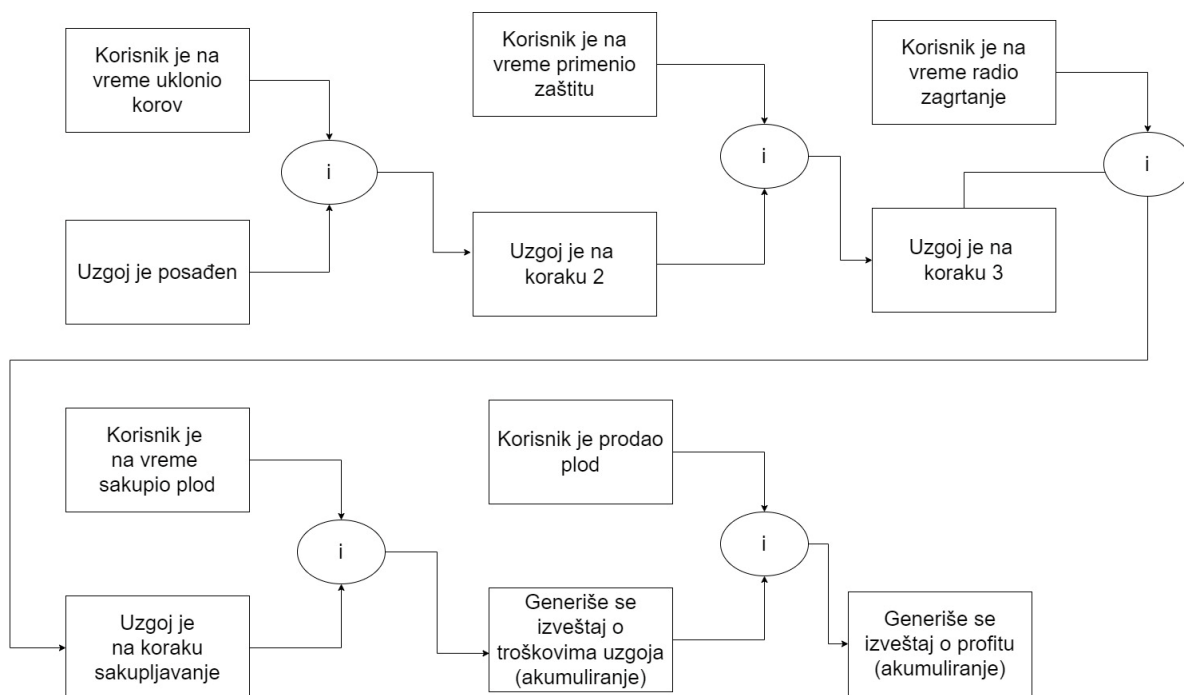 Korisnik je na
vreme uklonio
korov
Korisnik je na
vreme primenio
zaštitu
Korisnik je na
vreme radio
zagrtanje
i
i
i
Uzgoj je posađen
Uzgoj je na
koraku 2
Uzgoj je na
koraku 3
Korisnik je
na vreme
sakupio plod
Korisnik je prodao
plod
i
i
Uzgoj je
na koraku
sakupljavanje
Generiše se
izveštaj o
troškovima uzgoja
(akumuliranje)
Generiše se
izveštaj o profitu
(akumuliranje)